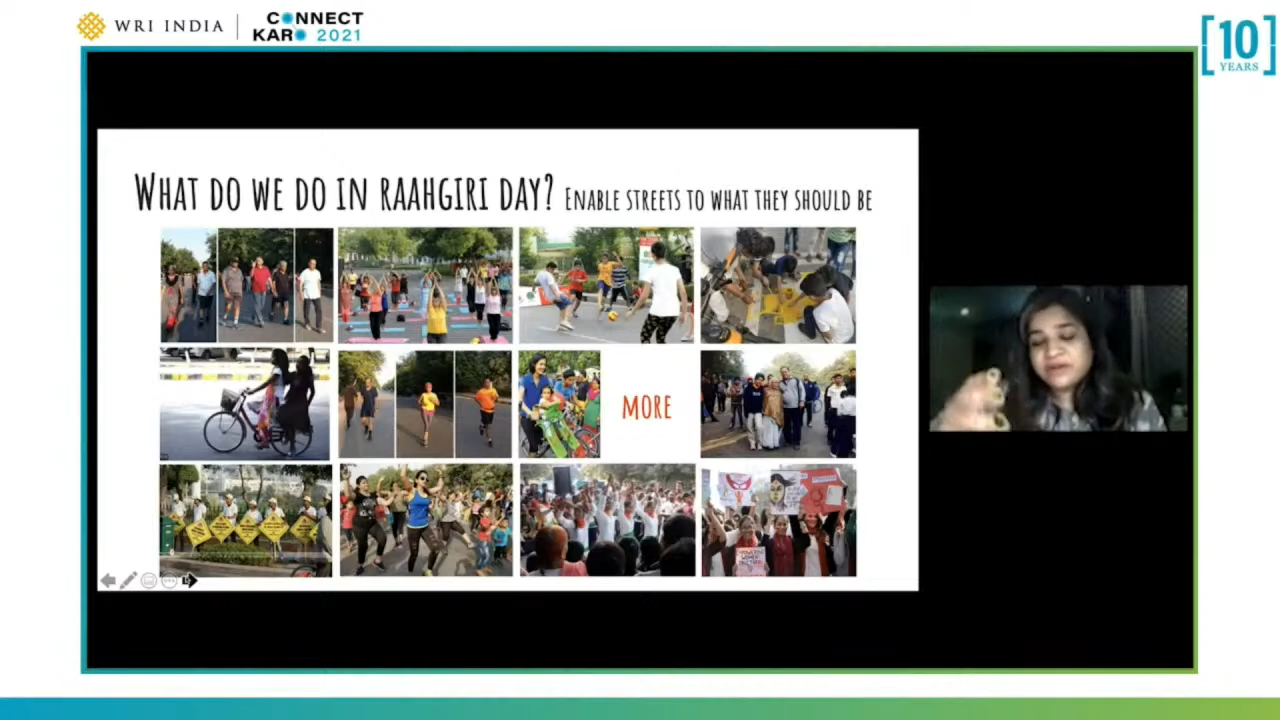 WRI INDIA
CONNECT
KARO 2021
[10]
YEARS
WHAT DO WE DO IN RAAHGIRI DAY? ENABLE STREETS TO WHAT THEY SHOULD BE
MORE